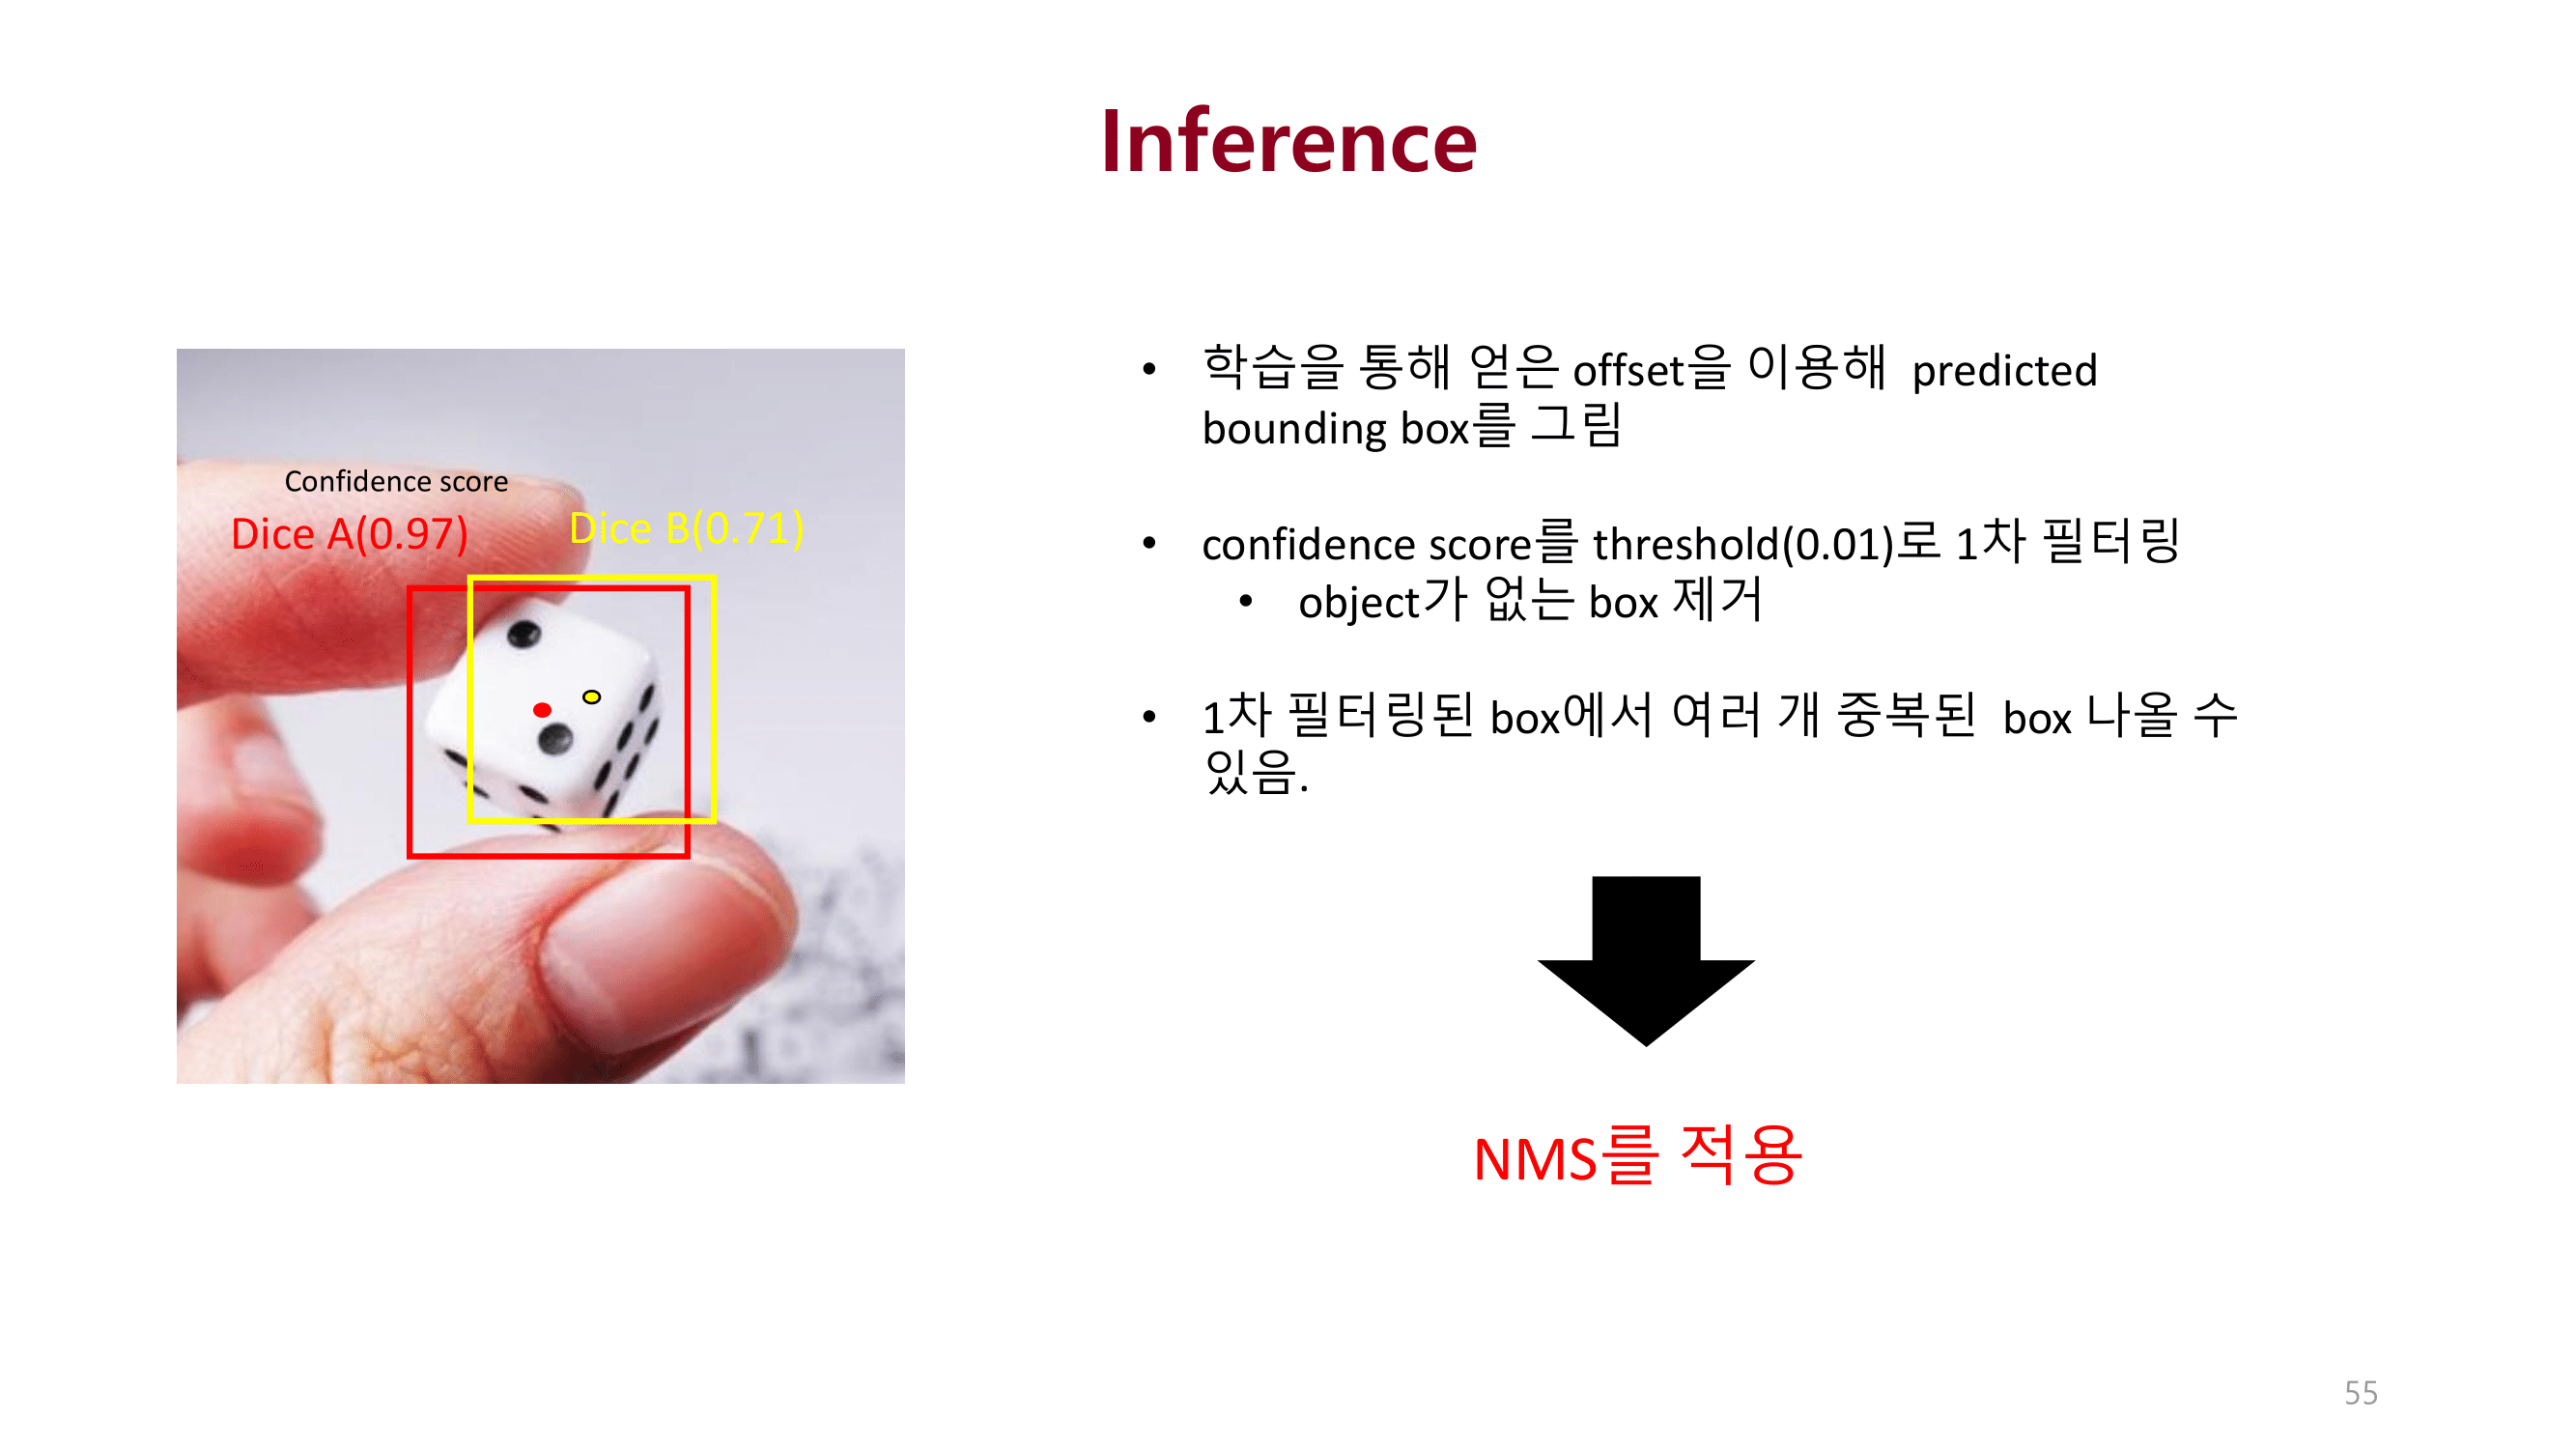 Inference
Confidence score
Dice A(0.97)
Dice B(0.71)
• 학습을 통해 얻은 offset을 이용해 predicted
bounding box를 그림
• confidence score를 threshold(0.01)로 1차 필터링
• object가 없는 box 제거
• 1차 필터링된 box에서 여러 개 중복된 box 나올 수
있음.
NMS를 적용
55